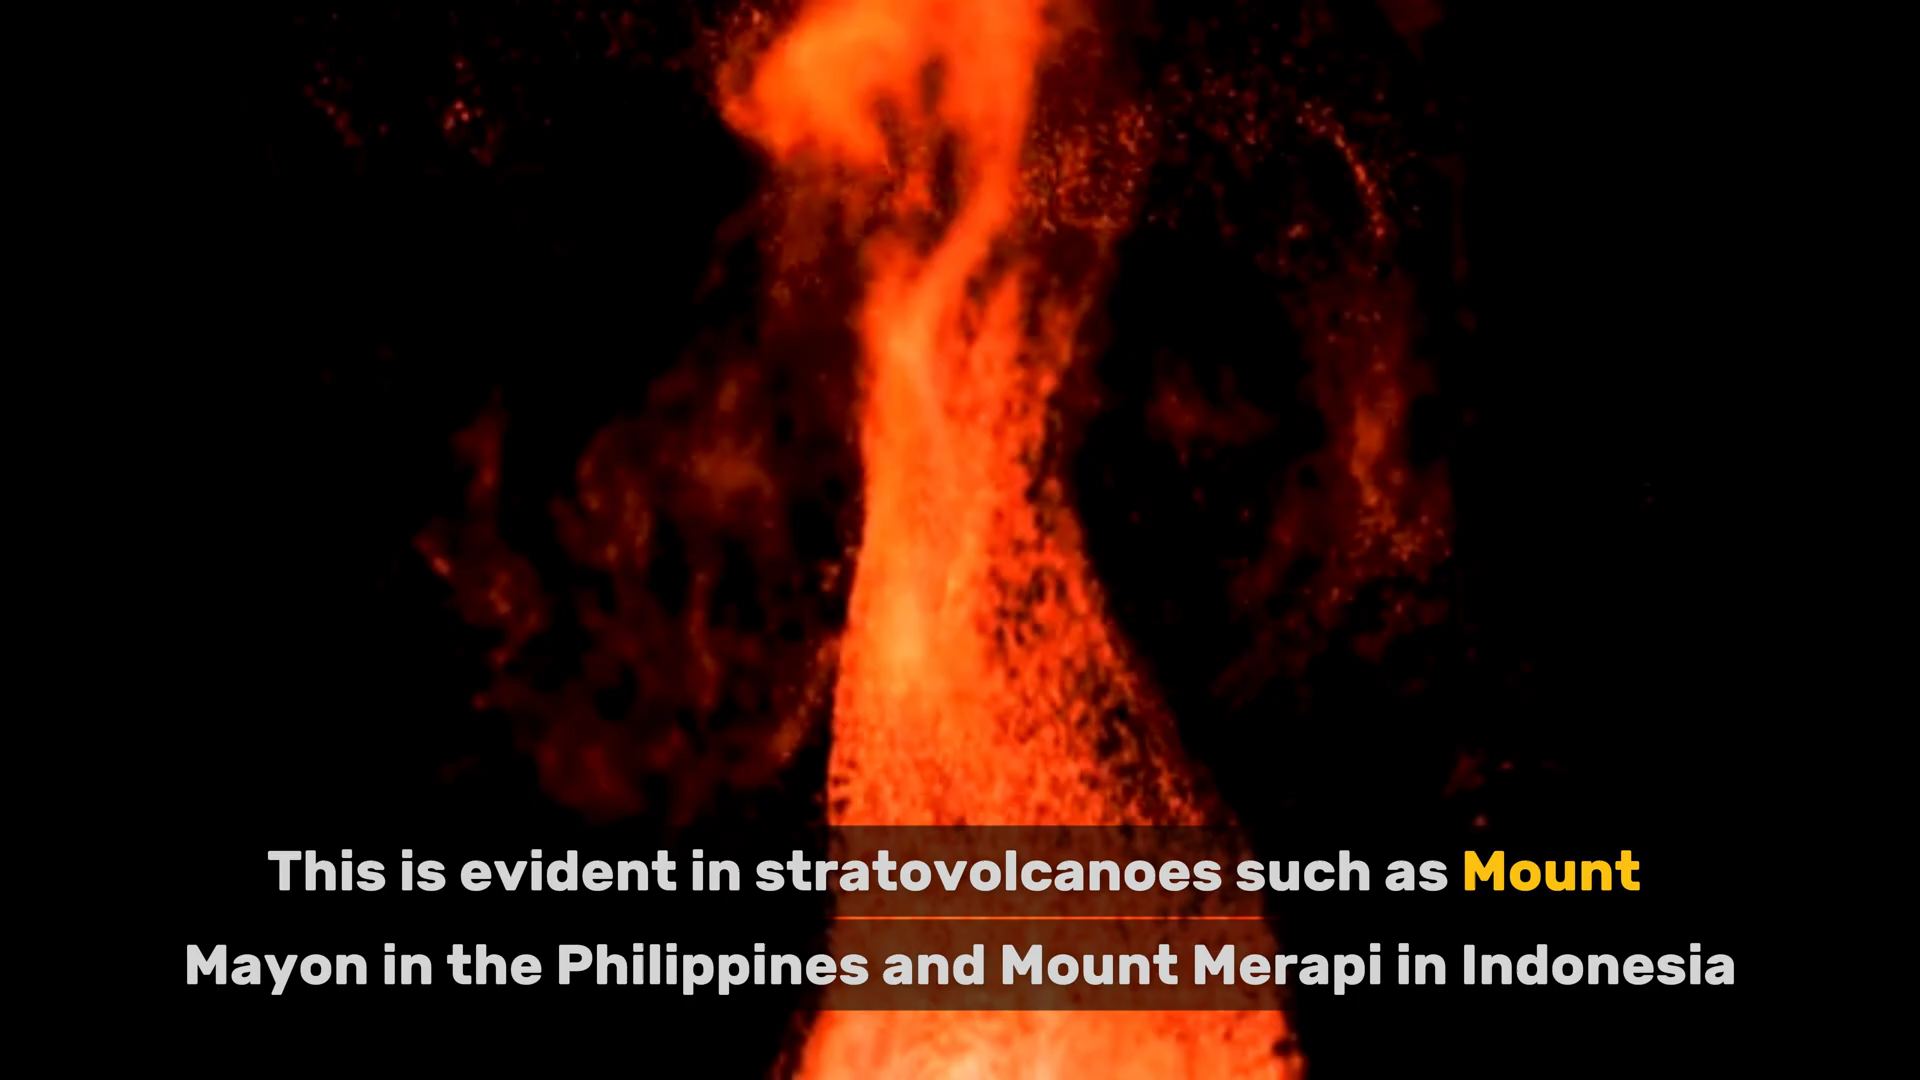 This is evident in stratovolcanoes such as Mount
Mayon in the Philippines and Mount Merapi in Indonesia